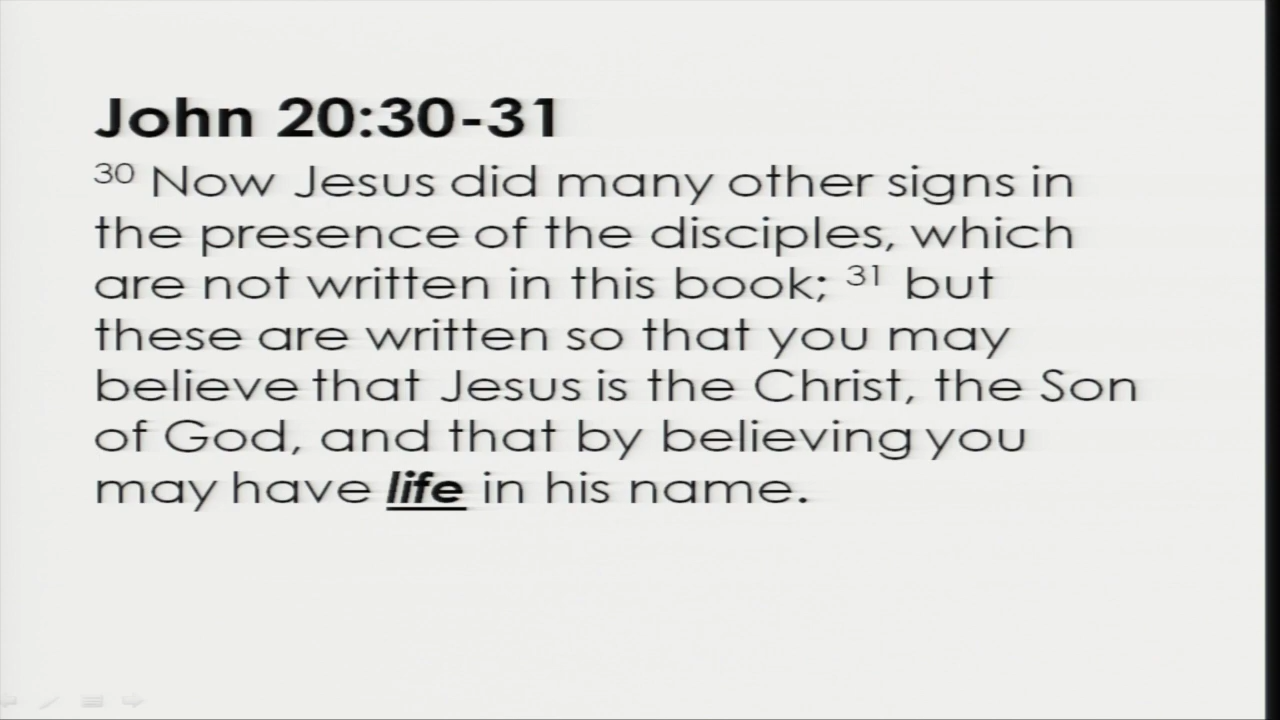 John 20:30-31
30 Now Jesus did many other signs in
the presence of the disciples, which
are not written in this book; 31 but
these are written so that you may
believe that Jesus is the Christ, the Son
of God, and that by believing you
may have life in his name.